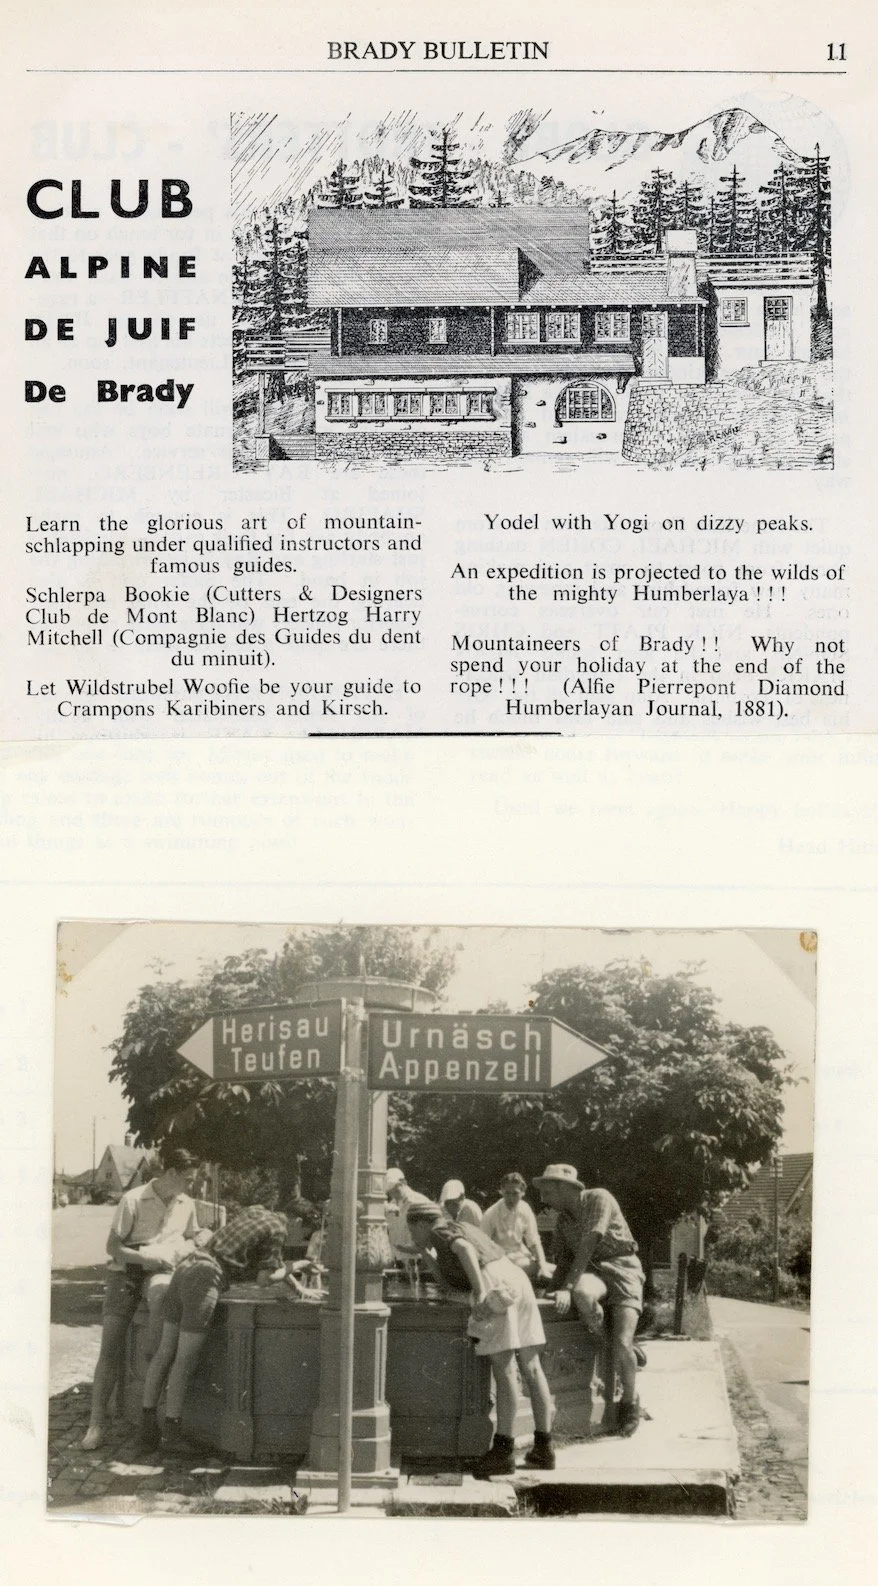 BRADY BULLETIN 11
CLUB
ALPINE
DE JUIF
De Brady
Learn the glorious art of mountain-
schlapping under qualified instructors and
famous guides.
Schlerpa Bookie (Cutters & Designers
Club de Mont Blanc) Hertzog Harry
Mitchell (Compagnie des Guides du dent
du minuit).
Let Wildstrubel Woofie be your guide to
Crampons Karibiners and Kirsch.
Yodel with Yogi on dizzy peaks.
An expedition is projected to the wilds of
the mighty Humberlaya ! ! !
Mountaineers of Brady ! ! Why not
spend your holiday at the end of the
rope ! ! ! (Alfie Pierrepont Diamond
Humberlayan Journal, 1881).
Herisau
Teufen
Urnäsch
Appenzell